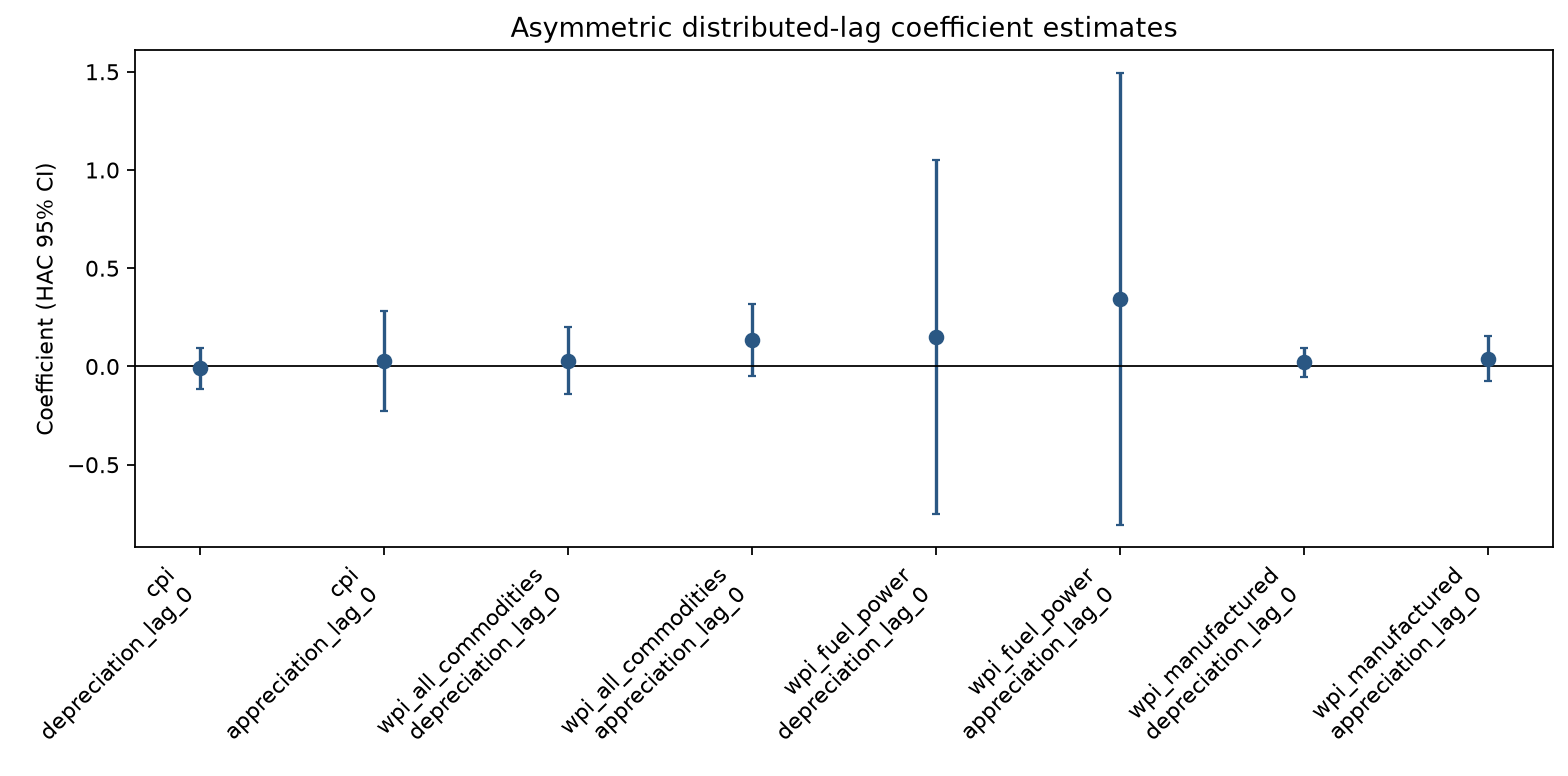 Asymmetric distributed-lag coefficient estimates
Coefficient (HAC 95% CI)
1.5
1.0
0.5
0.0
−0.5
cpi
depreciation_lag_0
cpi
appreciation_lag_0
wpi_all_commodities
depreciation_lag_0
wpi_all_commodities
appreciation_lag_0
wpi_fuel_power
depreciation_lag_0
wpi_fuel_power
appreciation_lag_0
wpi_manufactured
depreciation_lag_0
wpi_manufactured
appreciation_lag_0